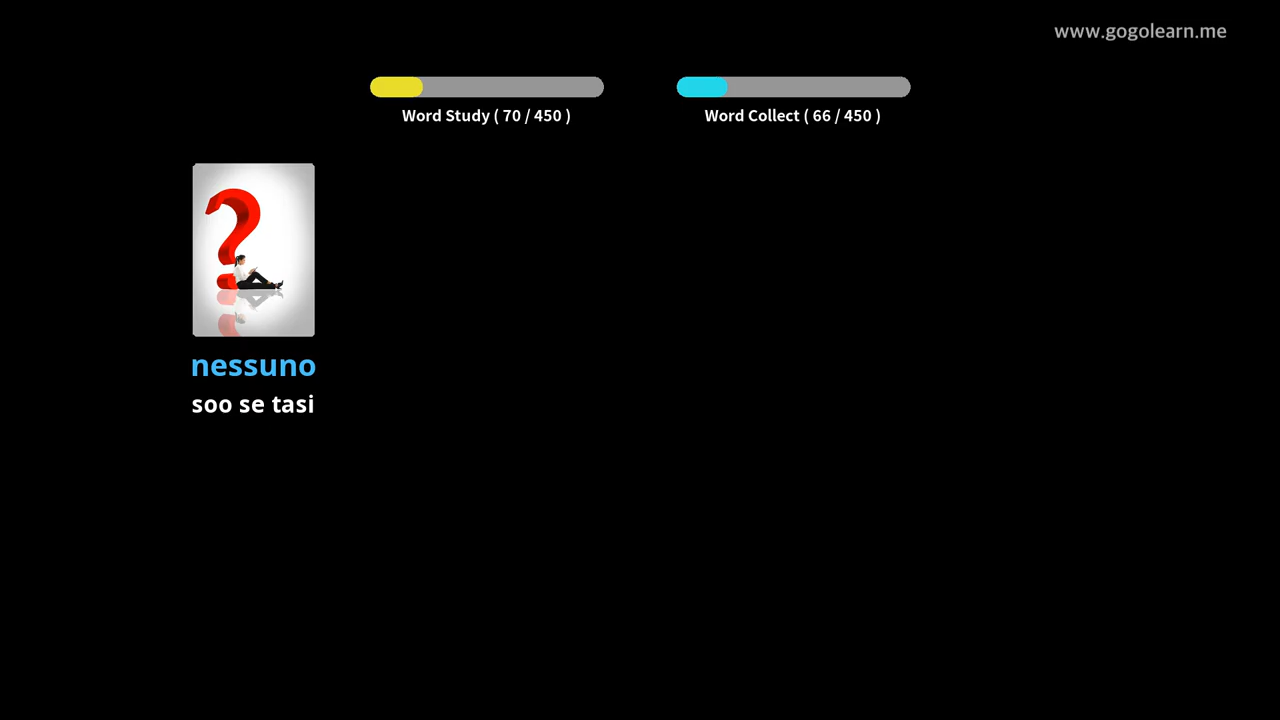 www.gogolearn.me
Word Study ( 70 / 450 )
Word Collect ( 66 / 450 )
nessuno
soo se tasi